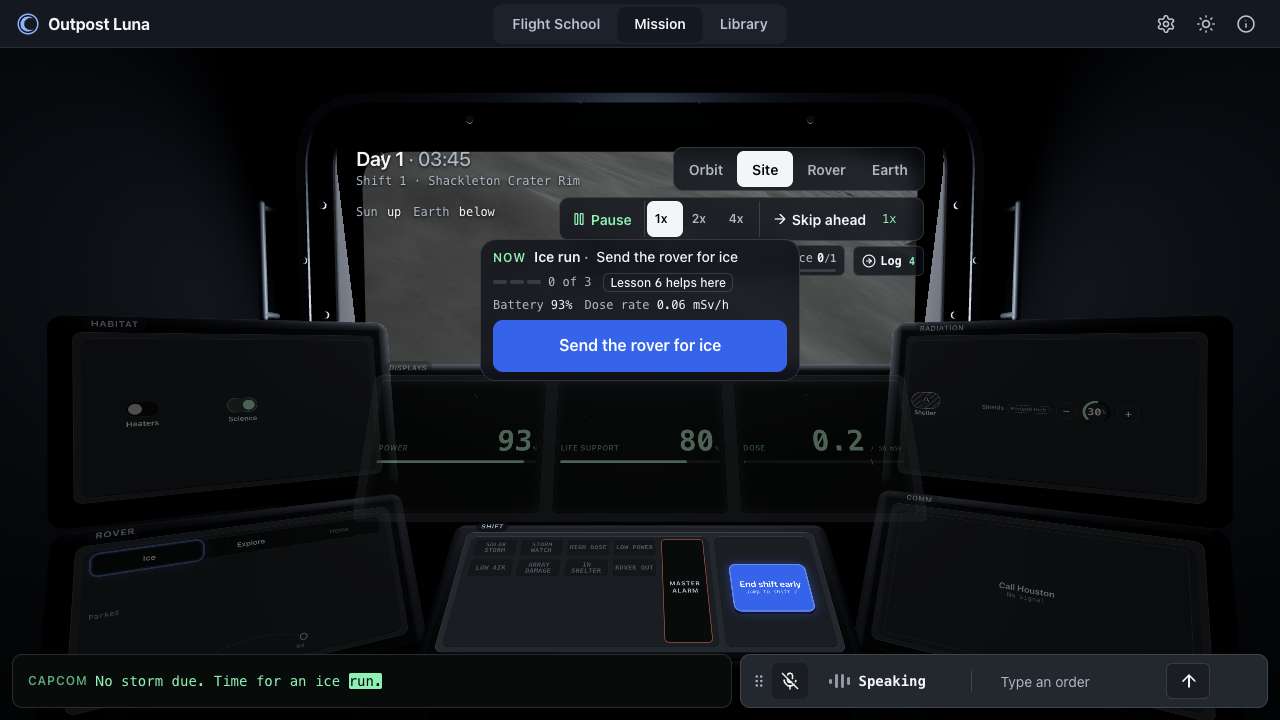 Outpost Luna
Flight School
Mission
Library
Day 1 · 03:45
Shift 1 · Shackleton Crater Rim
Sun up Earth below
Orbit
Site
Rover
Earth
Pause
1x
2x
4x
Skip ahead 1x
ce 0/1
Log 4
NOW Ice run · Send the rover for ice
0 of 3 Lesson 6 helps here
Battery 93% Dose rate 0.06 mSv/h
Send the rover for ice
HABITAT
Heaters
Science
DISPLAYS
POWER 93%
LIFE SUPPORT 80%
DOSE 0.2
RADIATION
Shelter
Shields
30%
ROVER
Ice
Explore
Home
Parked
SHIFT
SOLAR STORM
STORM WATCH
HIGH DOSE
LOW POWER
LOW AIR
ARRAY DAMAGE
IN SHELTER
ROVER OUT
MASTER ALARM
End shift early
COMM
Call Houston
No signal
CAPCOM No storm due. Time for an ice run.
Speaking
Type an order